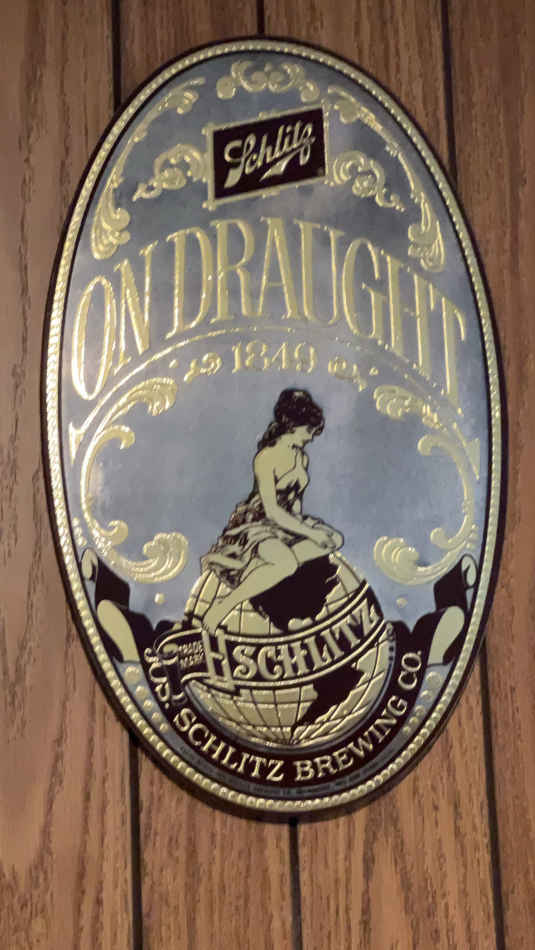 Schlitz
ON DRAUGHT
1849
TRADE
MARK
SCHLITZ
JOS. SCHLITZ BREWING CO.